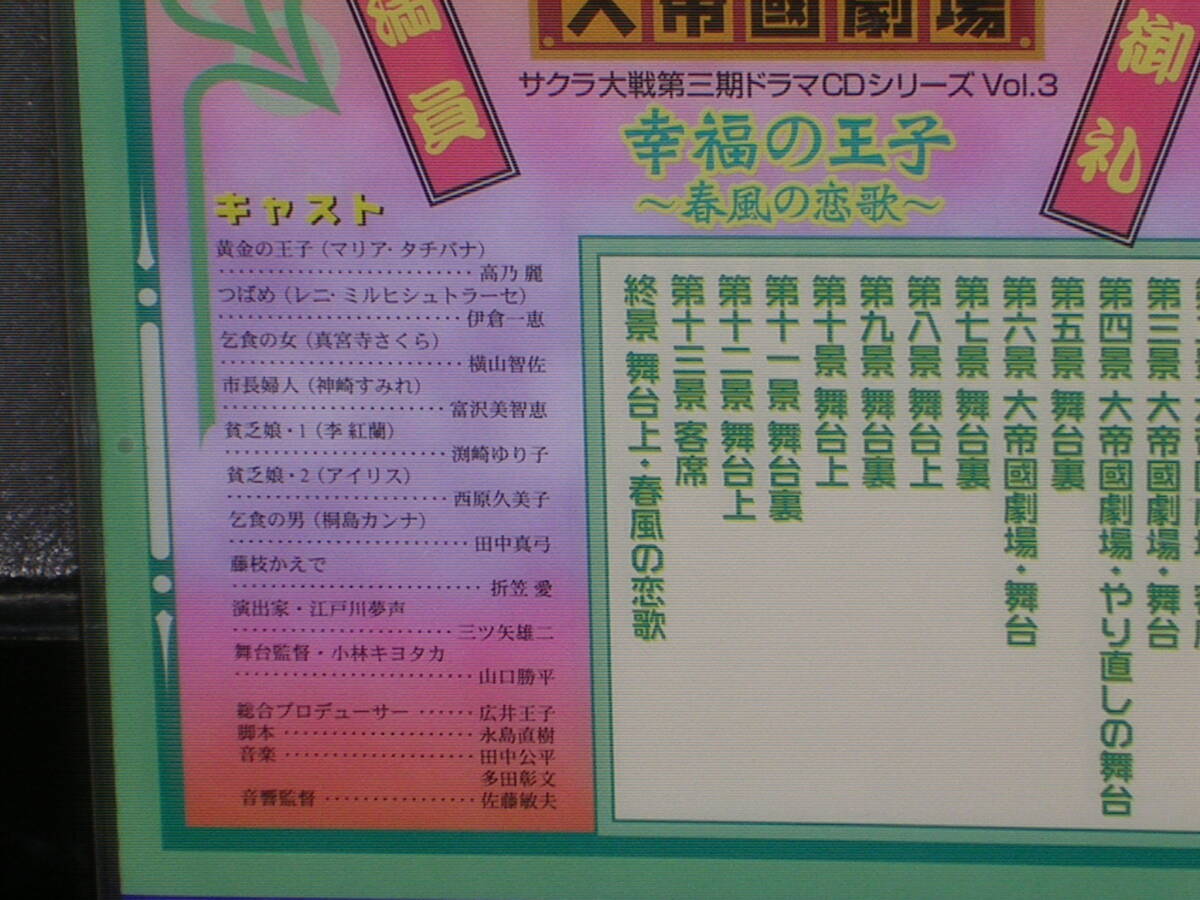 満員
大帝國劇場
御礼
サクラ大戦第三期ドラマCDシリーズ Vol.3
幸福の王子
～春風の恋歌～
キャスト
黄金の王子（マリア・タチバナ）
‥‥‥‥‥‥‥‥‥‥‥‥高乃 麗
つばめ（レニ・ミルヒシュトラーセ）
‥‥‥‥‥‥‥‥‥‥‥‥伊倉一恵
乞食の女（真宮寺さくら）
‥‥‥‥‥‥‥‥‥‥‥‥横山智佐
市長婦人（神崎すみれ）
‥‥‥‥‥‥‥‥‥‥‥富沢美智恵
貧乏娘・1（李 紅蘭）
‥‥‥‥‥‥‥‥‥‥‥渕崎ゆり子
貧乏娘・2（アイリス）
‥‥‥‥‥‥‥‥‥‥‥西原久美子
乞食の男（桐島カンナ）
‥‥‥‥‥‥‥‥‥‥‥‥田中真弓
藤枝かえで
‥‥‥‥‥‥‥‥‥‥‥‥折笠 愛
演出家・江戸川夢声
‥‥‥‥‥‥‥‥‥‥‥三ツ矢雄二
舞台監督・小林キヨタカ
‥‥‥‥‥‥‥‥‥‥‥‥山口勝平
総合プロデューサー ‥‥‥広井王子
脚本 ‥‥‥‥‥‥‥‥‥‥永島直樹
音楽 ‥‥‥‥‥‥‥‥‥‥田中公平
多田彰文
音響監督 ‥‥‥‥‥‥‥‥佐藤敏夫
第三景 大帝國劇場・舞台
第四景 大帝國劇場・やり直しの舞台
第五景 舞台裏
第六景 大帝國劇場・舞台
第七景 舞台裏
第八景 舞台上
第九景 舞台裏
第十景 舞台上
第十一景 舞台裏
第十二景 舞台上
第十三景 客席
終景 舞台上・春風の恋歌